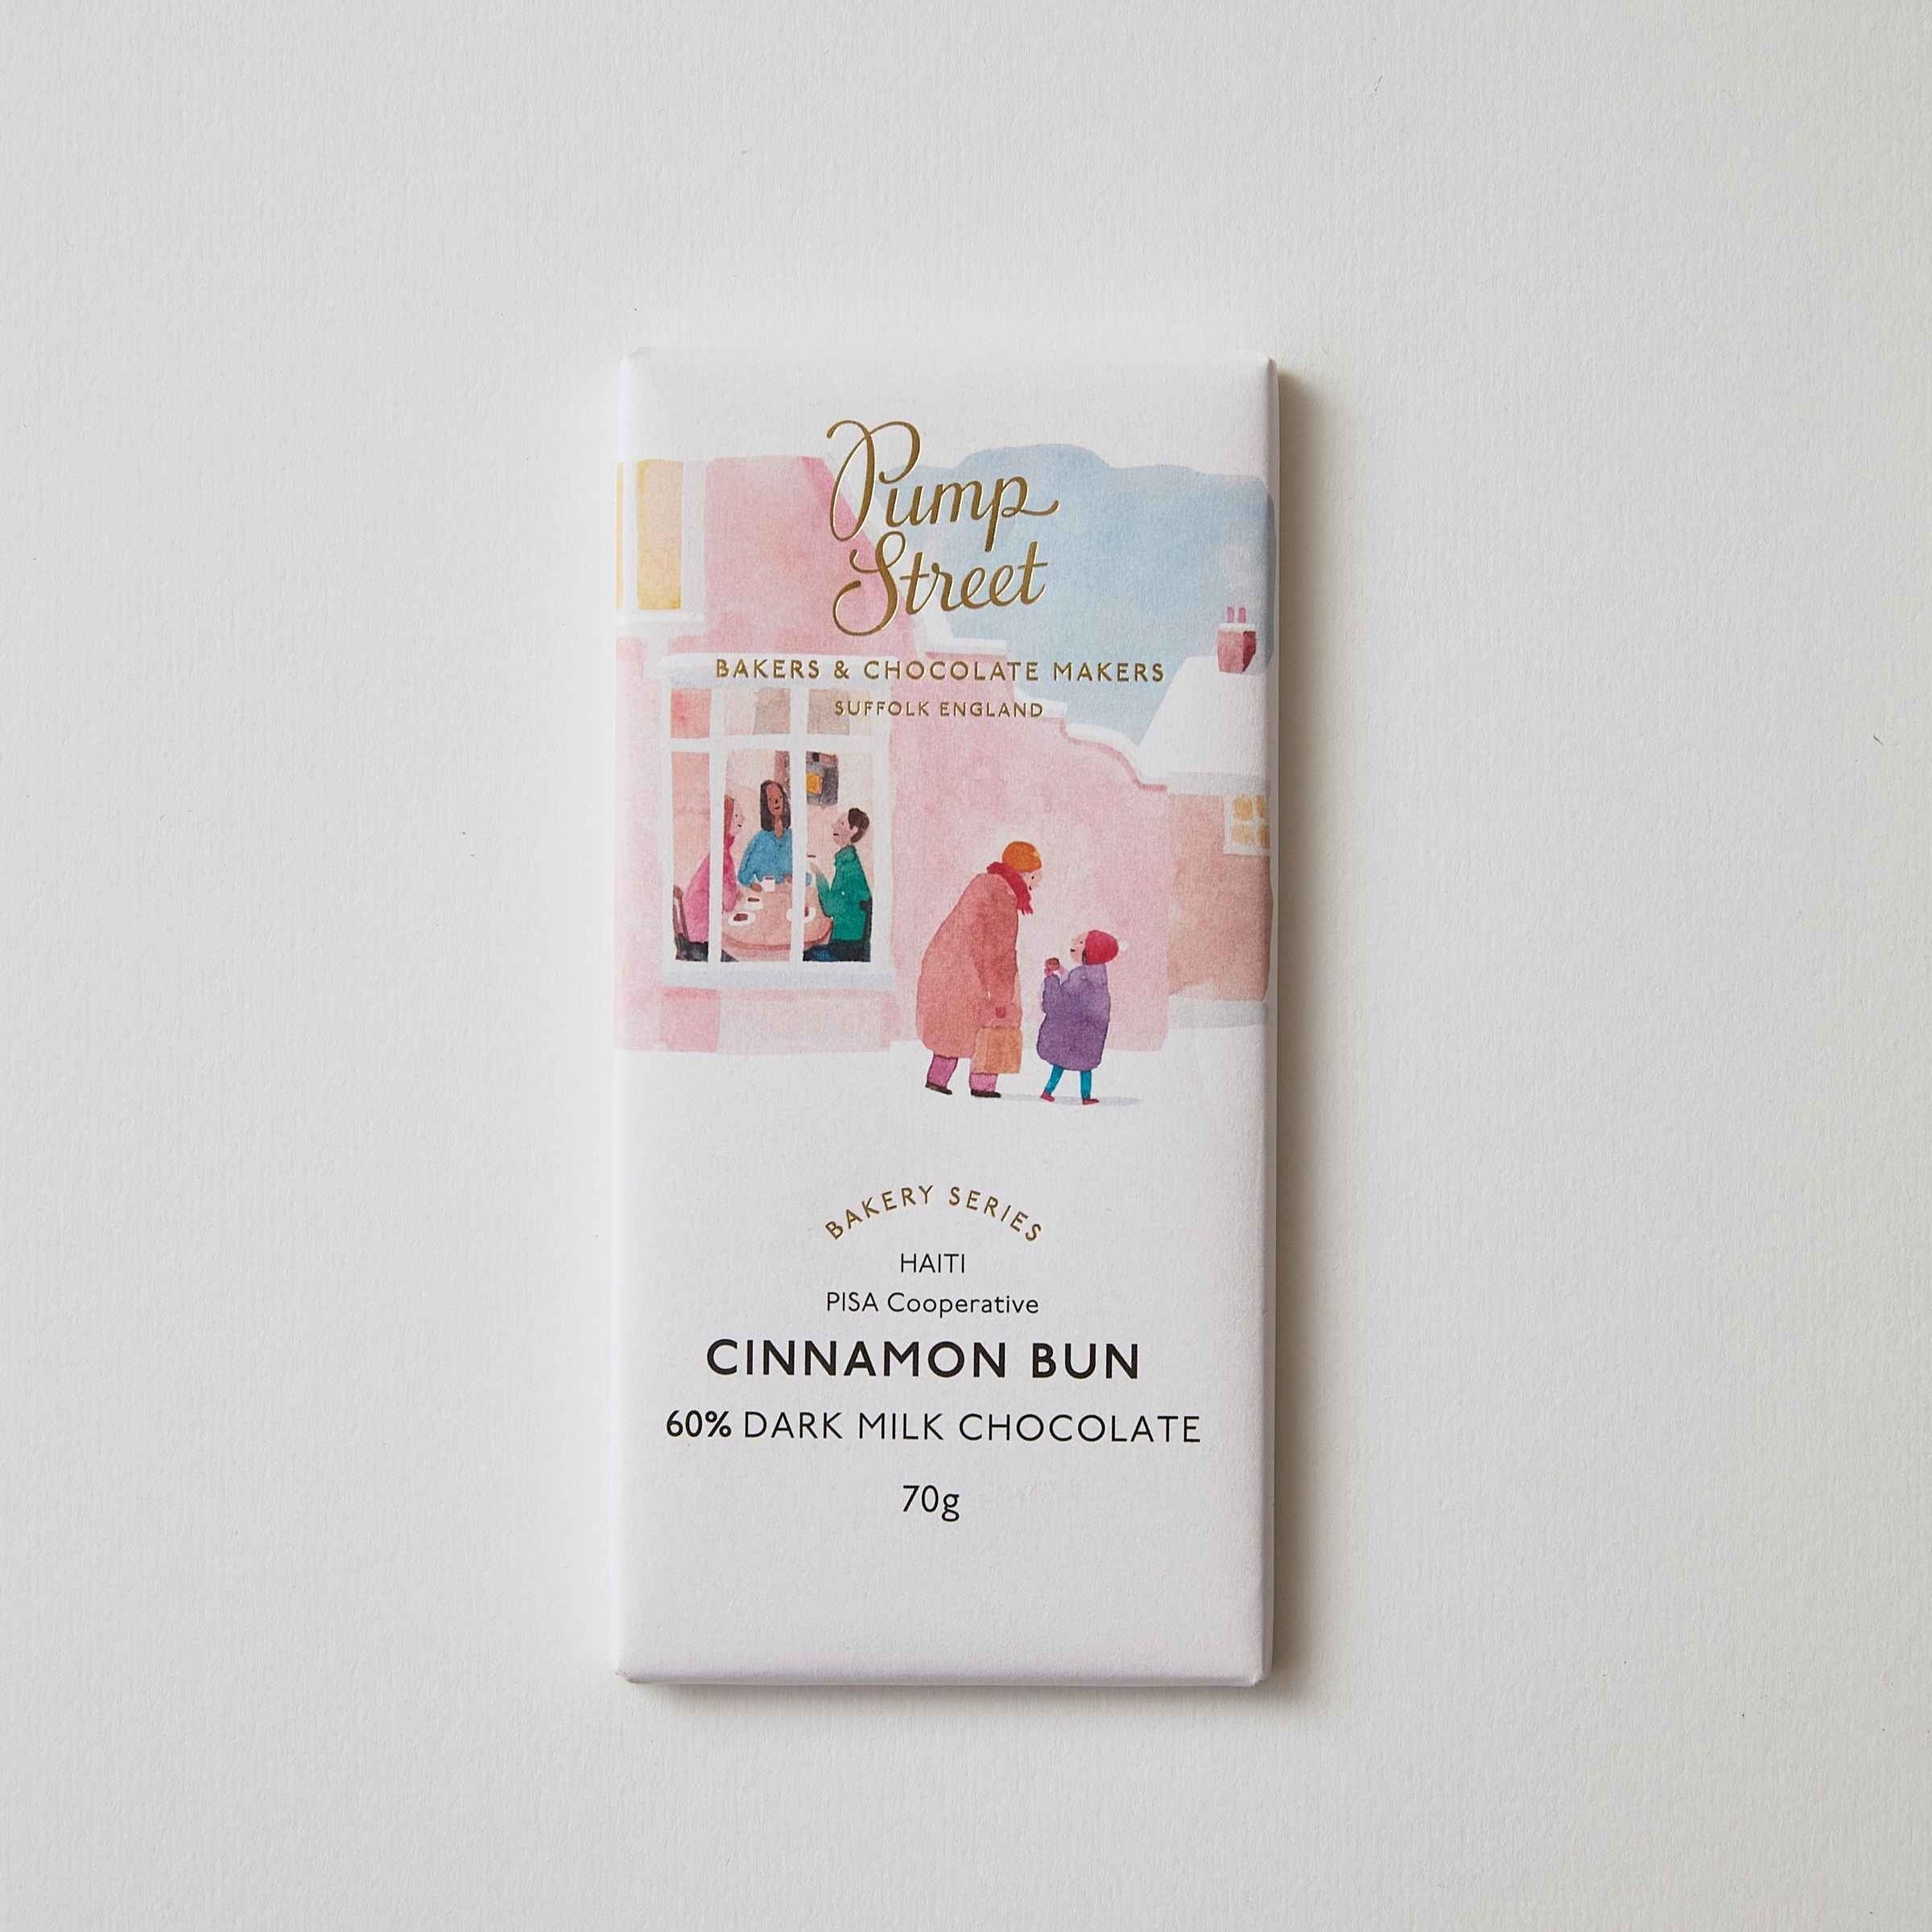 Pump
Street
BAKERS & CHOCOLATE MAKERS
SUFFOLK ENGLAND
BAKERY SERIES
HAITI
PISA Cooperative
CINNAMON BUN
60% DARK MILK CHOCOLATE
70g